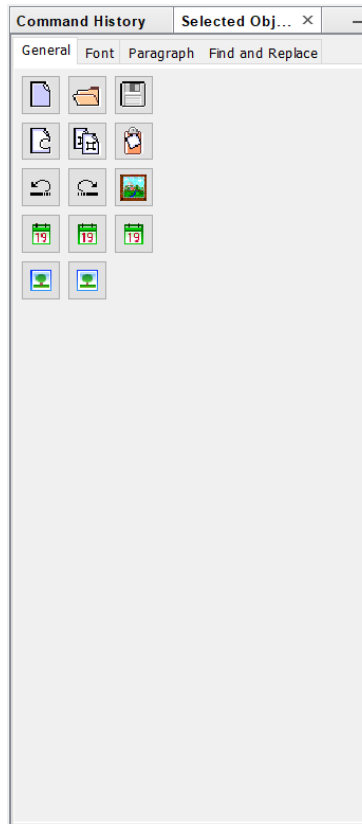 Command History Selected Obj... ×
General Font Paragraph Find and Replace
19 19 19